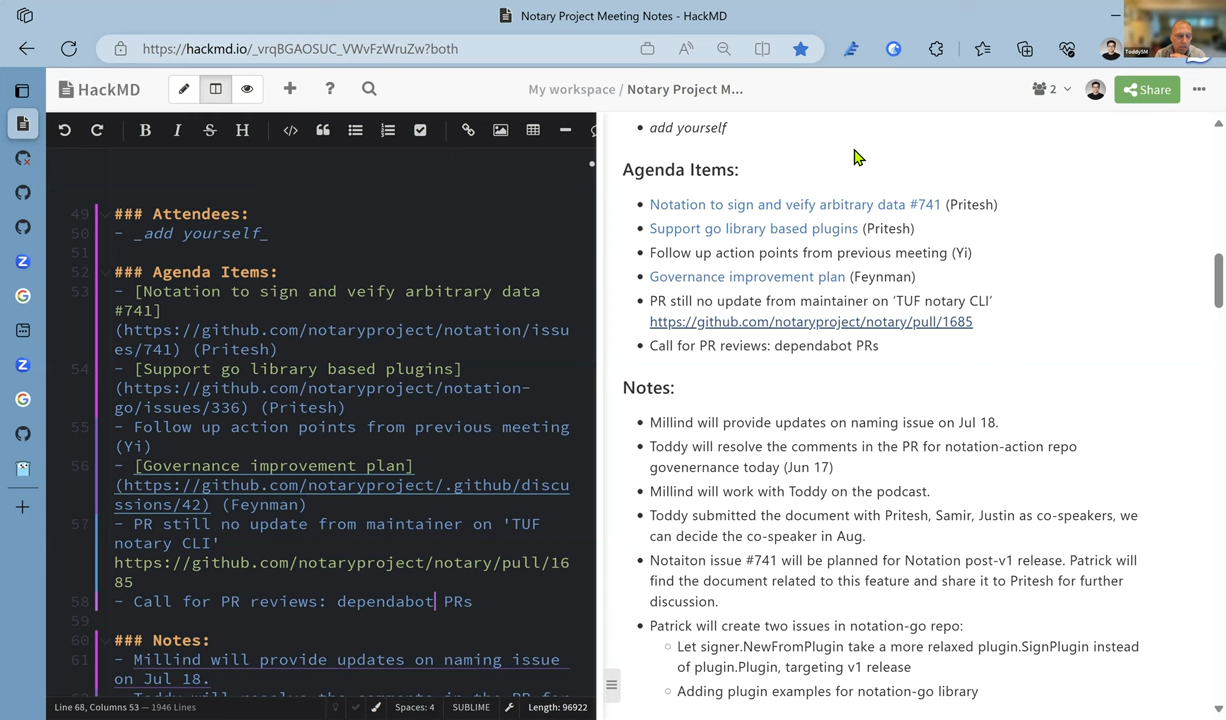 Notary Project Meeting Notes - HackMD
https://hackmd.io/_vrqBGAOSUC_VWvFzWruZw?both
ToddySM
HackMD
My workspace / Notary Project M...
2
Share
B I S H
49 ### Attendees:
50 - _add yourself_
51
52 ### Agenda Items:
53 - [Notation to sign and veify arbitrary data
#741]
(https://github.com/notaryproject/notation/issu
es/741) (Pritesh)
54 - [Support go library based plugins]
(https://github.com/notaryproject/notation-
go/issues/336) (Pritesh)
55 - Follow up action points from previous meeting
(Yi)
56 - [Governance improvement plan]
(https://github.com/notaryproject/.github/discu
ssions/42) (Feynman)
57 - PR still no update from maintainer on 'TUF
notary CLI'
https://github.com/notaryproject/notary/pull/16
85
58 - Call for PR reviews: dependabot PRs
59
60 ### Notes:
61 - Millind will provide updates on naming issue
on Jul 18.
- Toddy will resolve the comments in the PR for
Line 68, Columns 53 — 1946 Lines
Spaces: 4
SUBLIME
Length: 96922
• add yourself
Agenda Items:
• Notation to sign and veify arbitrary data #741 (Pritesh)
• Support go library based plugins (Pritesh)
• Follow up action points from previous meeting (Yi)
• Governance improvement plan (Feynman)
• PR still no update from maintainer on ‘TUF notary CLI’
https://github.com/notaryproject/notary/pull/1685
• Call for PR reviews: dependabot PRs
Notes:
• Millind will provide updates on naming issue on Jul 18.
• Toddy will resolve the comments in the PR for notation-action repo
govenernance today (Jun 17)
• Millind will work with Toddy on the podcast.
• Toddy submitted the document with Pritesh, Samir, Justin as co-speakers, we
can decide the co-speaker in Aug.
• Notaiton issue #741 will be planned for Notation post-v1 release. Patrick will
find the document related to this feature and share it to Pritesh for further
discussion.
• Patrick will create two issues in notation-go repo:
○ Let signer.NewFromPlugin take a more relaxed plugin.SignPlugin instead
of plugin.Plugin, targeting v1 release
○ Adding plugin examples for notation-go library